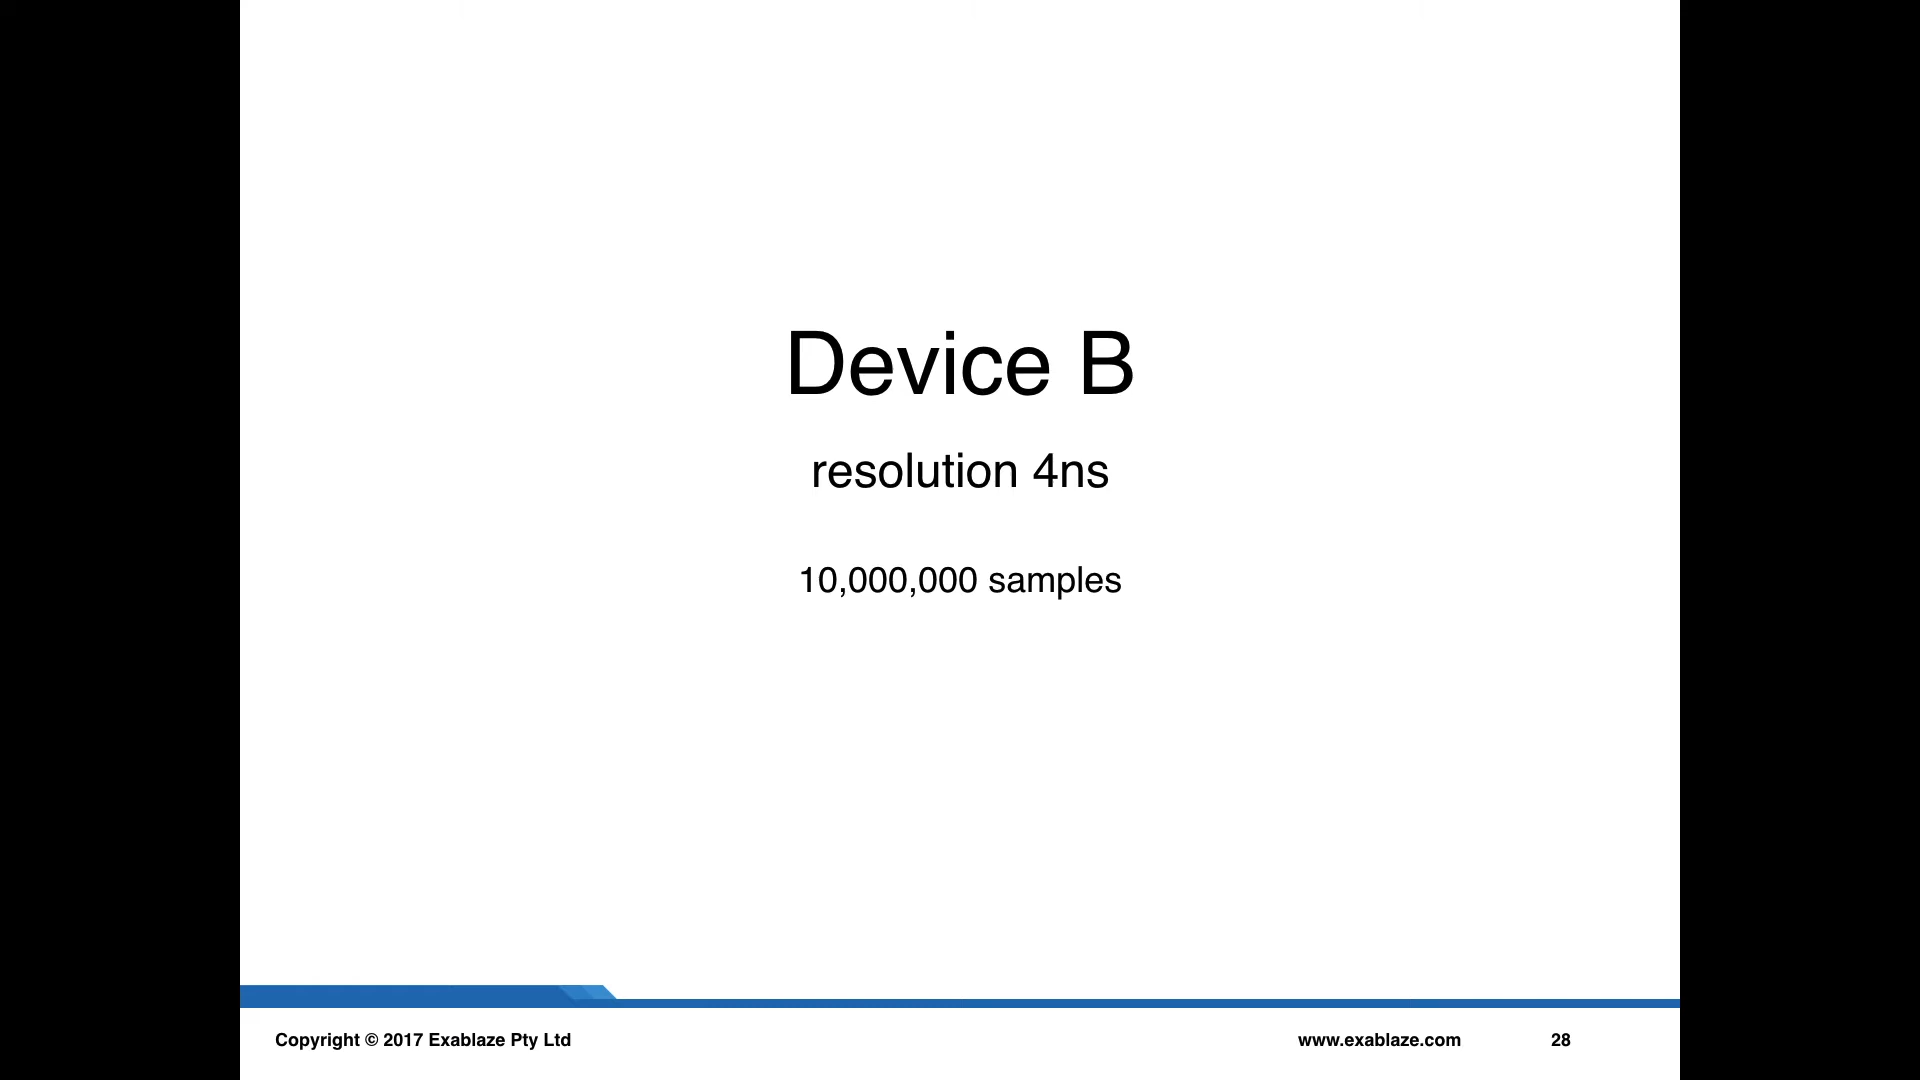 Device B
resolution 4ns
10,000,000 samples
Copyright © 2017 Exablaze Pty Ltd
www.exablaze.com
28